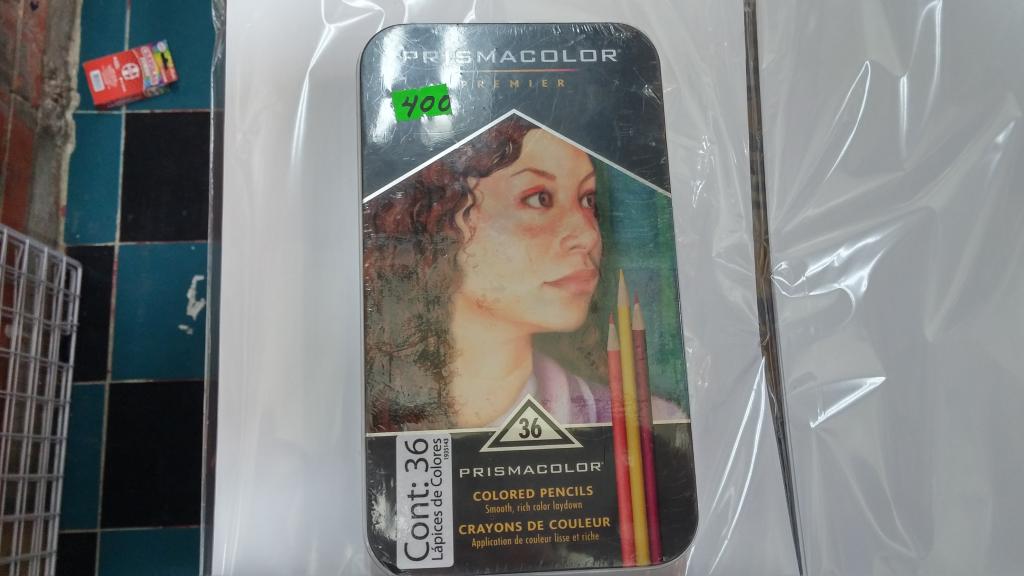 PRISMACOLOR
PREMIER
400
36
PRISMACOLOR
COLORED PENCILS
Smooth, rich color laydown
CRAYONS DE COULEUR
Application de couleur lisse et riche
Cont: 36
Lápices de Colores